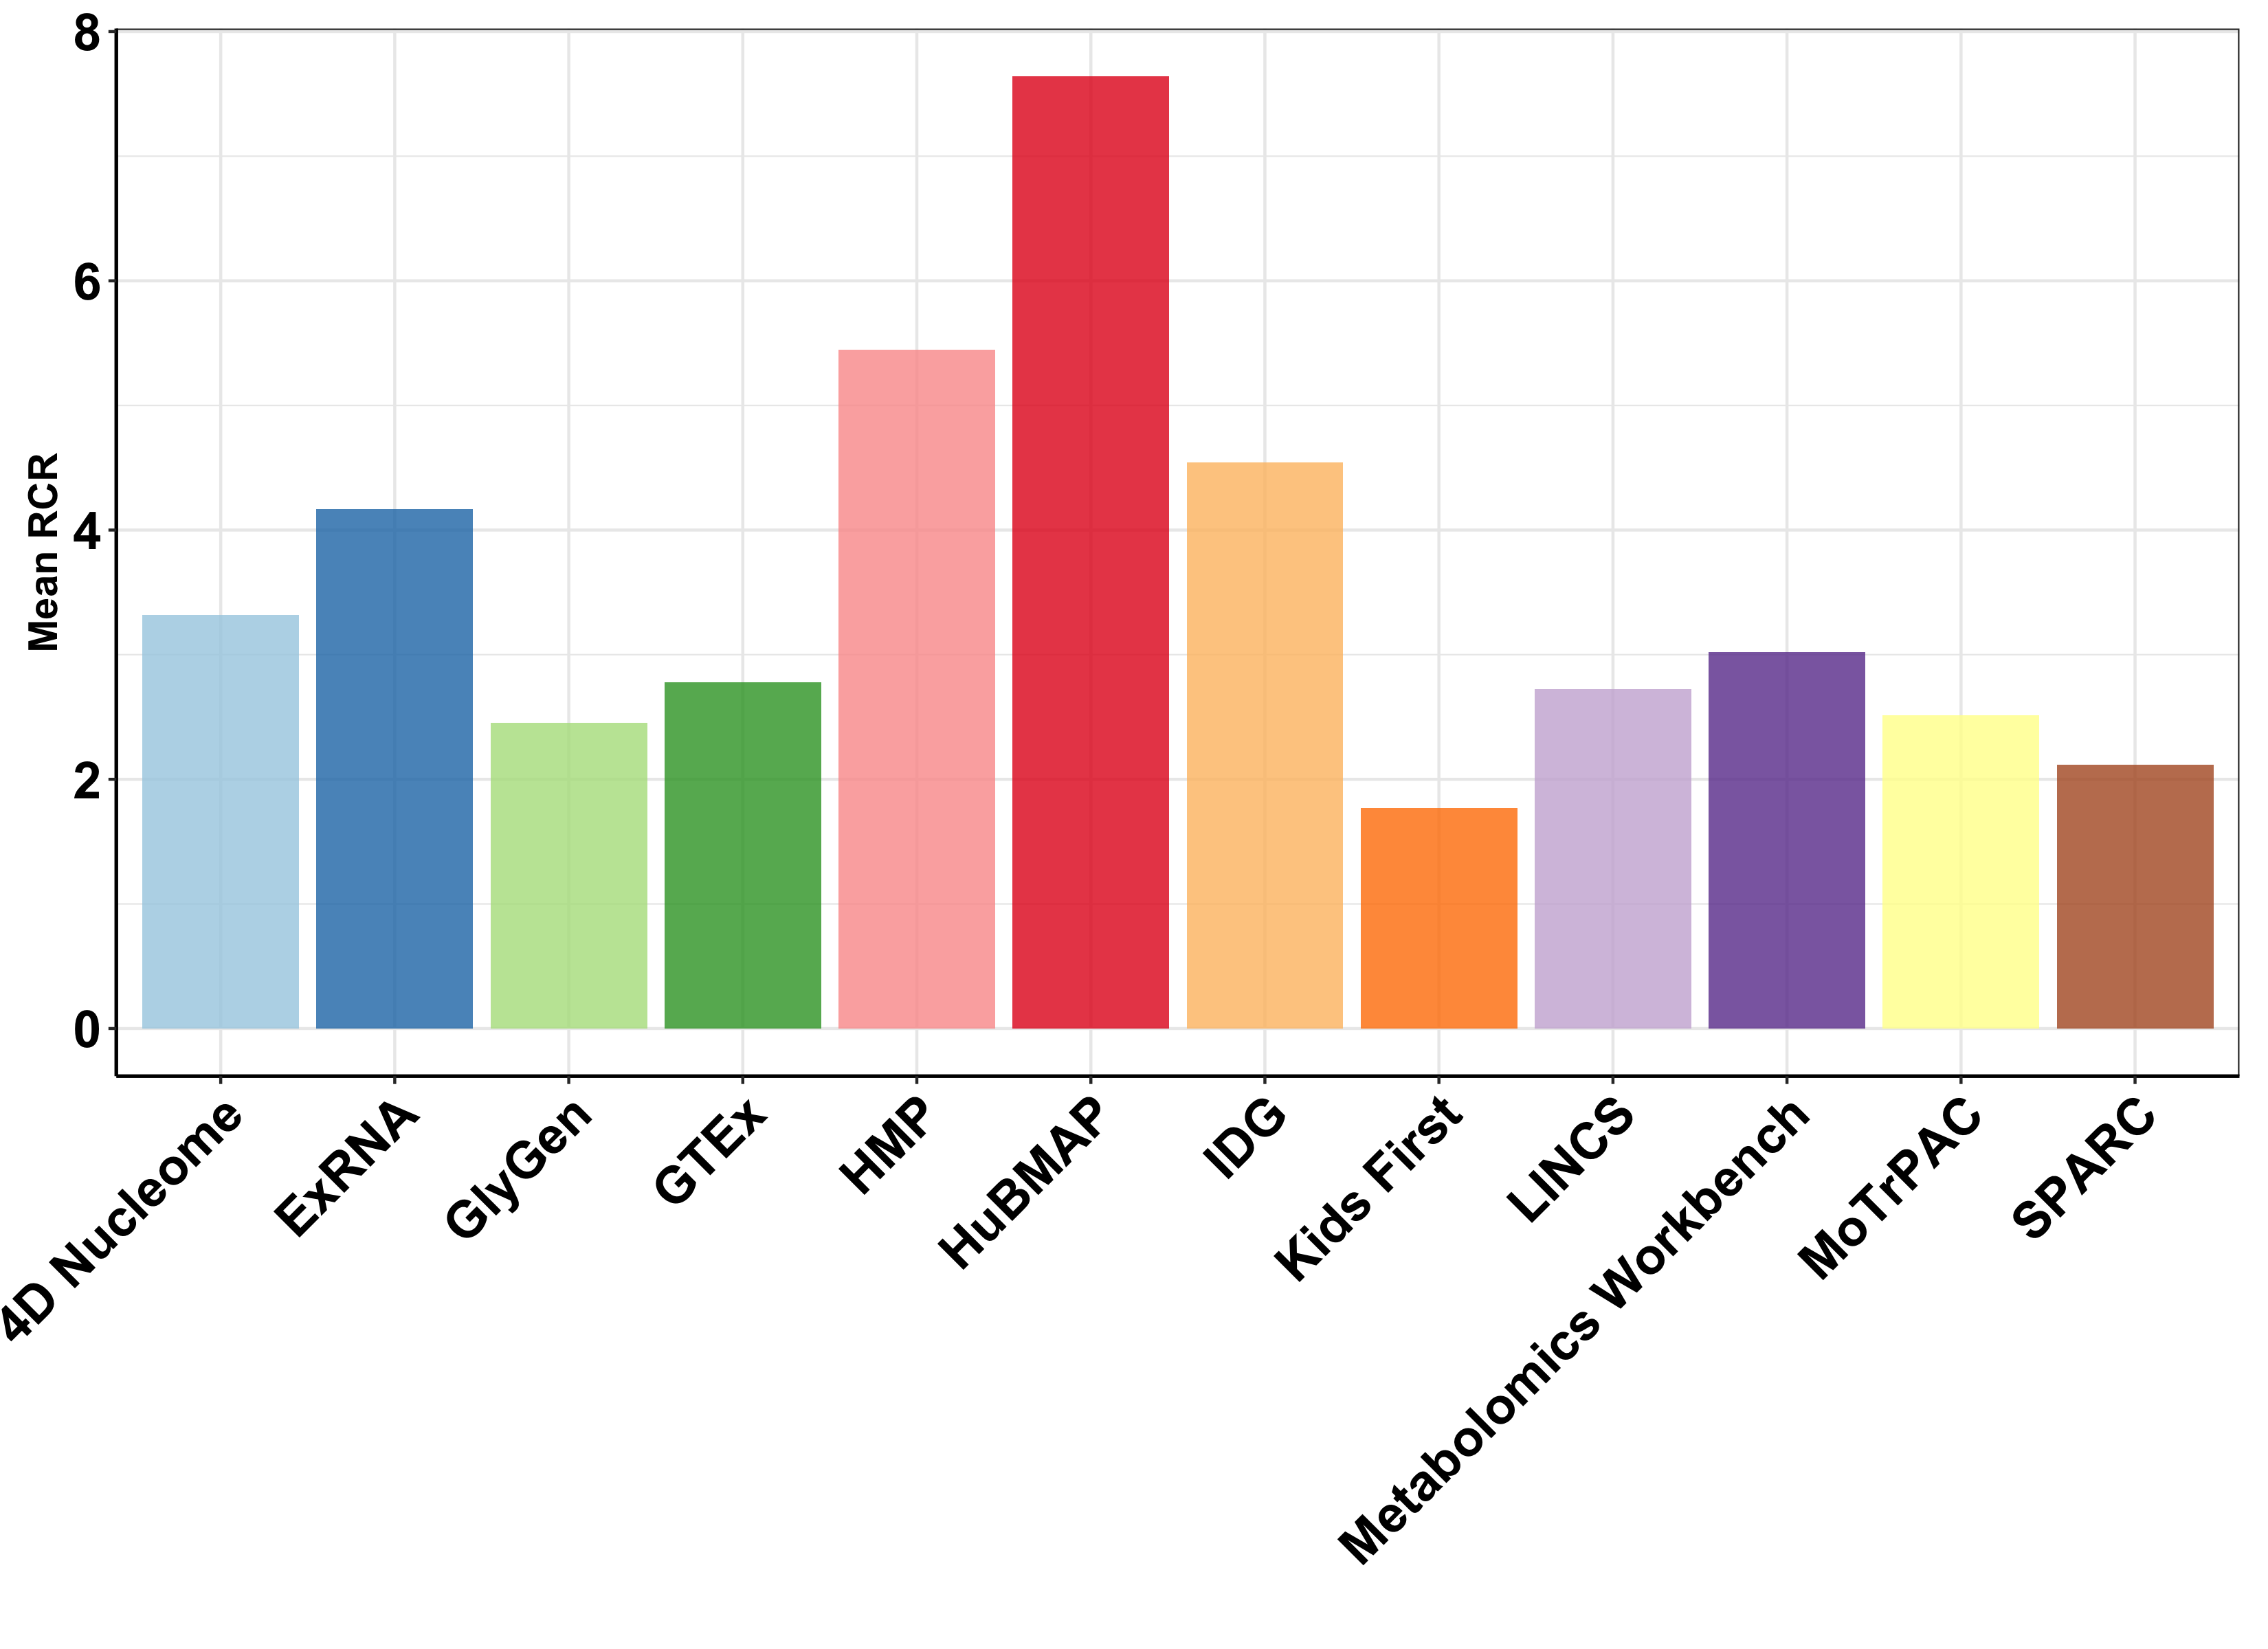 8
6
4
2
0
Mean RCR
4D Nucleome
ExRNA
GlyGen
GTEx
HMP
HuBMAP
IDG
Kids First
LINCS
Metabolomics Workbench
MoTrPAC
SPARC